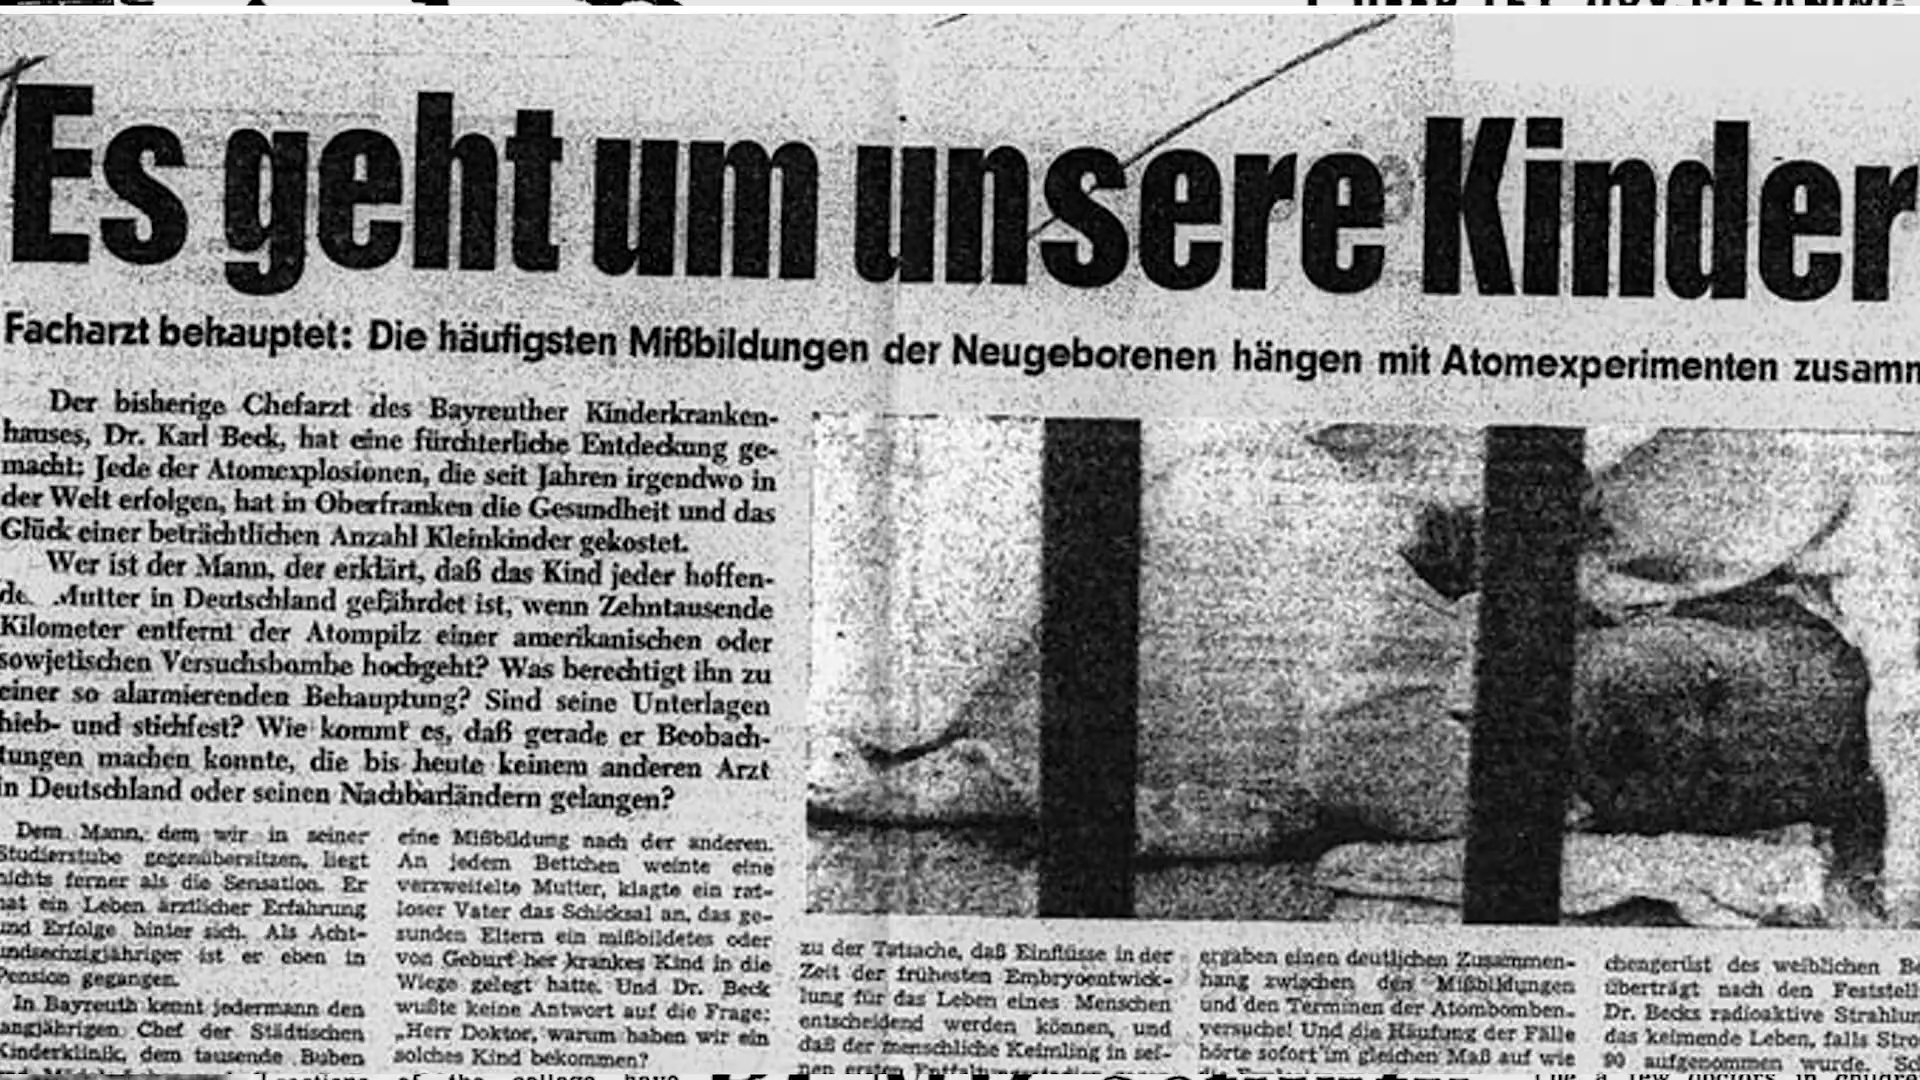 Es geht um unsere Kinder
Facharzt behauptet: Die häufigsten Mißbildungen der Neugeborenen hängen mit Atomexperimenten zusamm
Der bisherige Chefarzt des Bayreuther Kinderkranken-
hauses, Dr. Karl Beck, hat eine fürchterliche Entdeckung ge-
macht: Jede der Atomexplosionen, die seit Jahren irgendwo in
der Welt erfolgen, hat in Oberfranken die Gesundheit und das
Glück einer beträchtlichen Anzahl Kleinkinder gekostet.
Wer ist der Mann, der erklärt, daß das Kind jeder hoffen-
de. Mutter in Deutschland gefährdet ist, wenn Zehntausende
Kilometer entfernt der Atompilz einer amerikanischen oder
sowjetischen Versuchsbombe hochgeht? Was berechtigt ihn zu
einer so alarmierenden Behauptung? Sind seine Unterlagen
hieb- und stichfest? Wie kommt es, daß gerade er Beobach-
tungen machen konnte, die bis heute keinem anderen Arzt
in Deutschland oder seinen Nachbarländern gelangen?
Dem Mann, dem wir in seiner
Studierstube gegenübersitzen, liegt
nichts ferner als die Sensation. Er
hat ein Leben ärztlicher Erfahrung
und Erfolge hinter sich. Als Acht-
undsechzigjähriger ist er eben in
Pension gegangen.
In Bayreuth kennt jedermann den
langjährigen Chef der Städtischen
Kinderklinik, dem tausende Buben
eine Mißbildung nach der anderen.
An jedem Bettchen weinte eine
verzweifelte Mutter, klagte ein rat-
loser Vater das Schicksal an, das ge-
sunden Eltern ein mißbildetes oder
von Geburt her krankes Kind in die
Wiege gelegt hatte. Und Dr. Beck
wußte keine Antwort auf die Frage:
„Herr Doktor, warum haben wir ein
solches Kind bekommen?
zu der Tatsache, daß Einflüsse in der
Zeit der frühesten Embryoentwick-
lung für das Leben eines Menschen
entscheidend werden können, und
daß der menschliche Keimling in sei-
ergaben einen deutlichen Zusammen-
hang zwischen den Mißbildungen
und den Terminen der Atombomben-
versuche! Und die Häufung der Fälle
hörte sofort im gleichen Maß auf wie
chengerüst des weiblichen Be
überträgt nach den Feststell
Dr. Becks radioaktive Strahlun
das keimende Leben, falls Stro
90 aufgenommen wurde. Sc